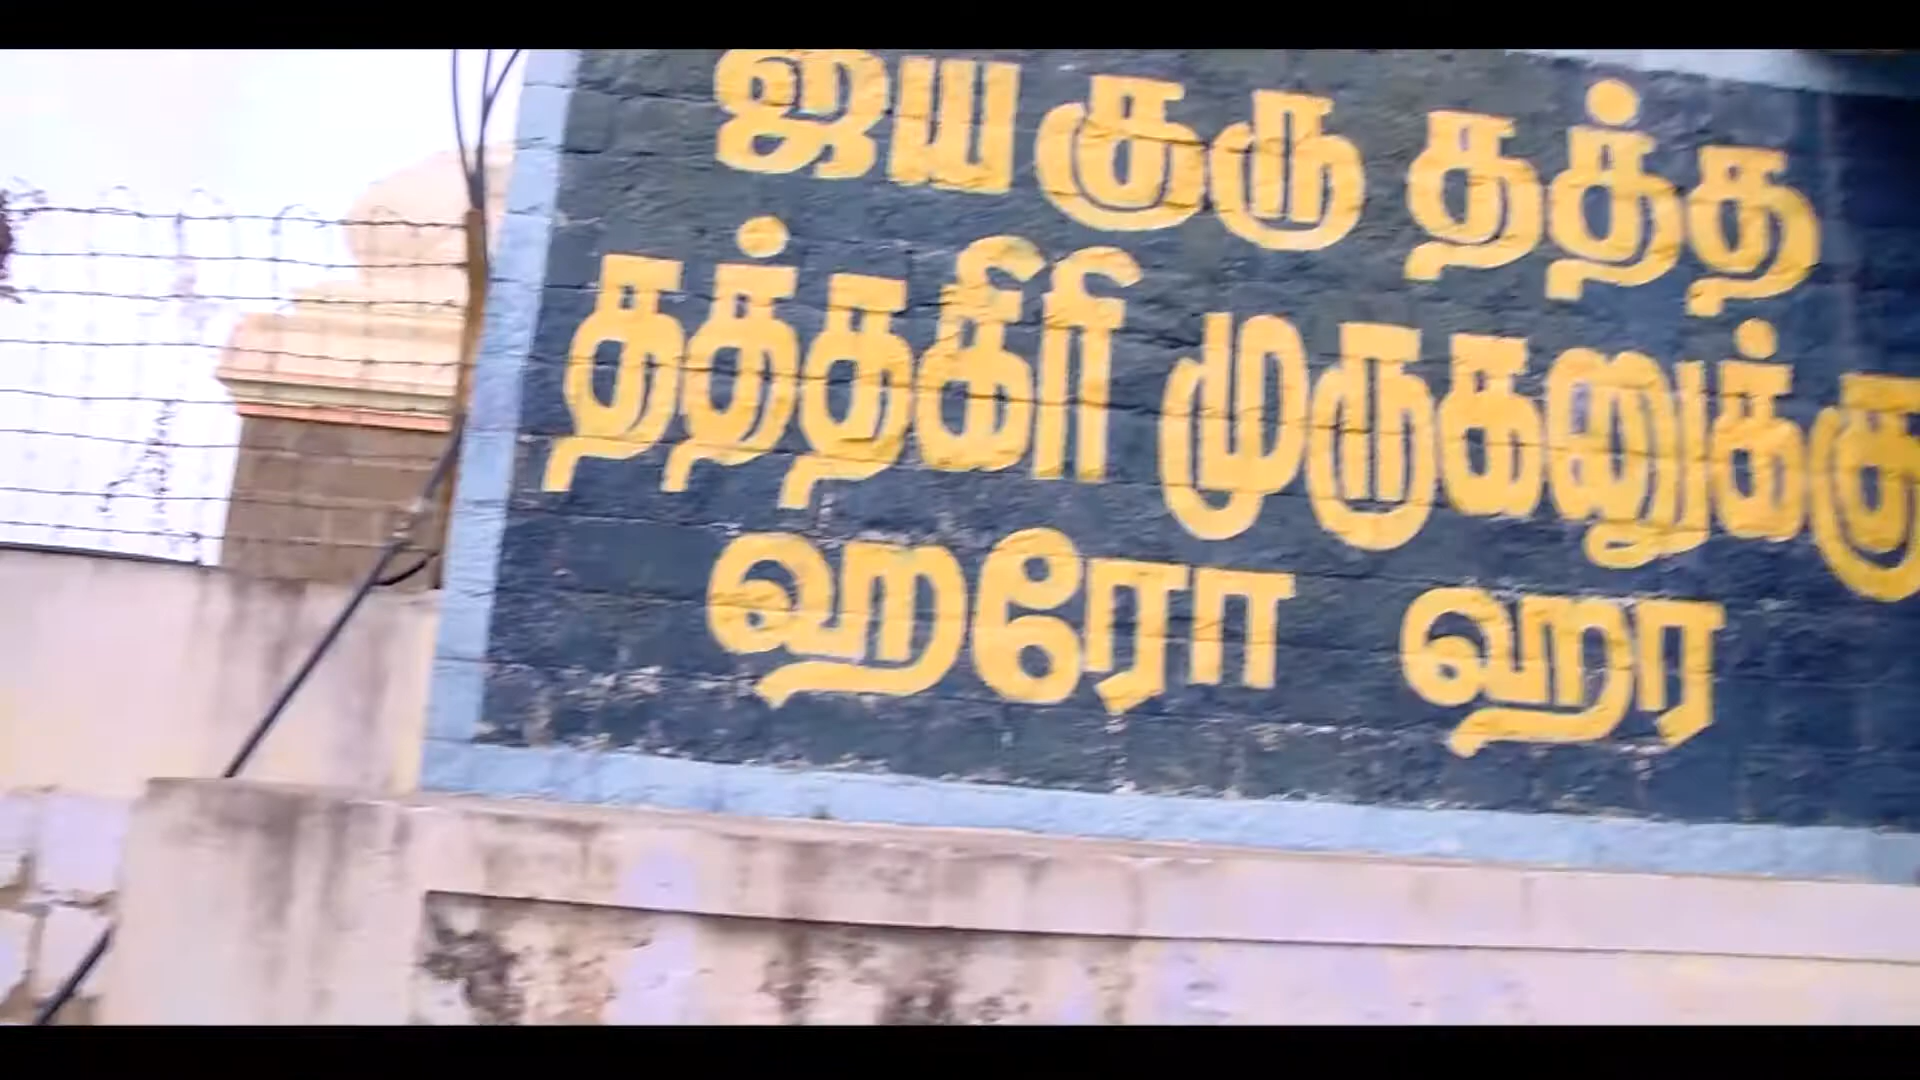 ஜய குரு தத்த
தத்தகிரி முருகனுக்கு
ஹரோ ஹர